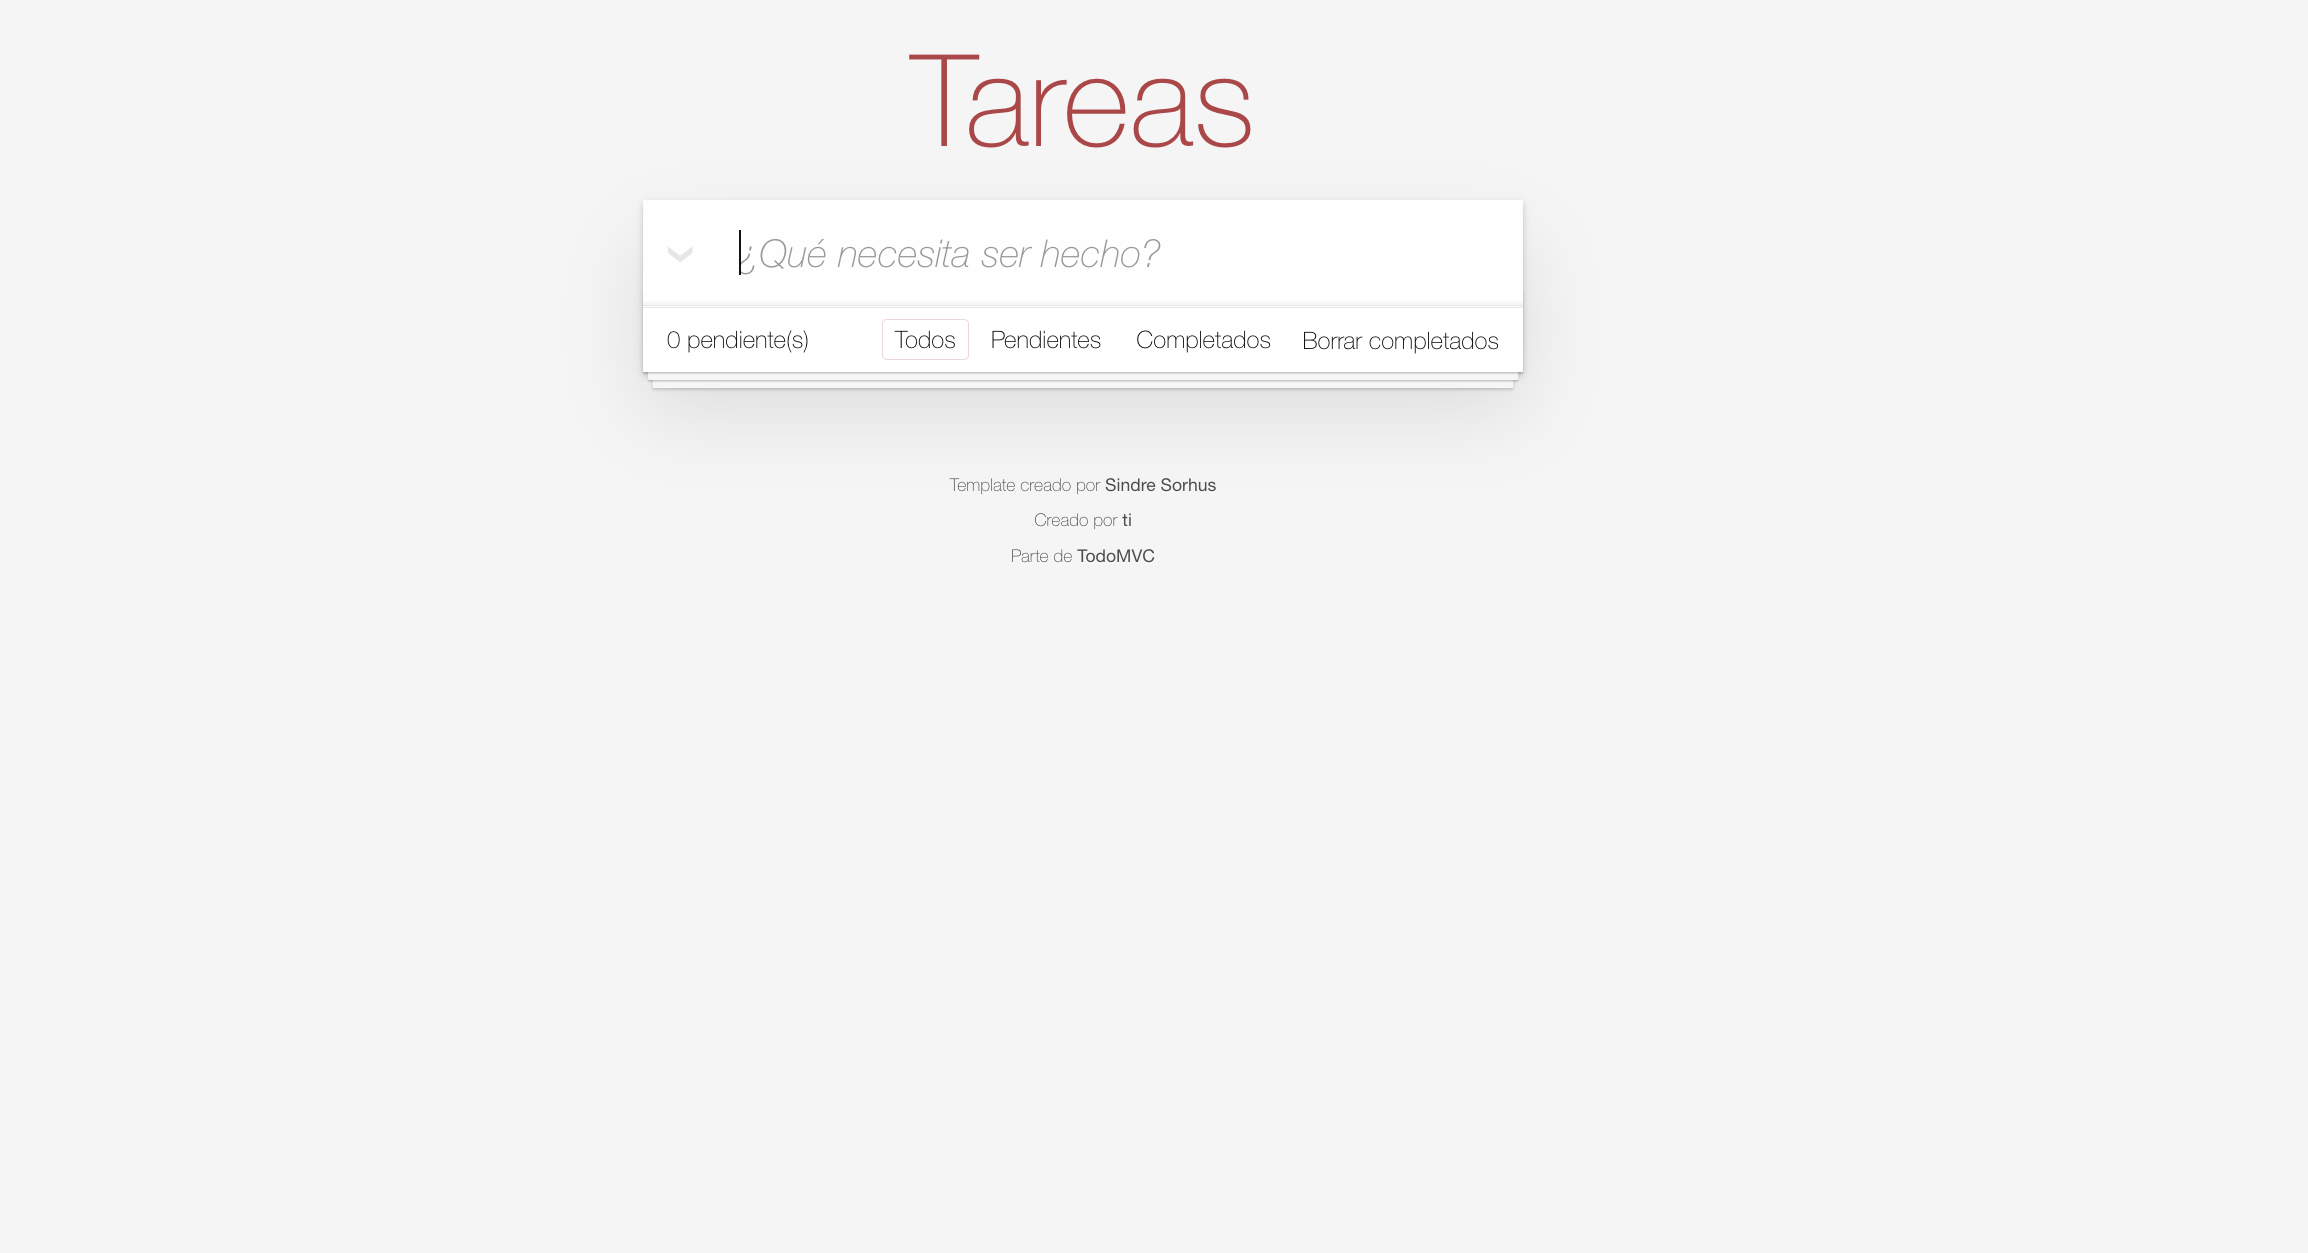 Tareas
¿Qué necesita ser hecho?
0 pendiente(s) Todos Pendientes Completados Borrar completados
Template creado por Sindre Sorhus
Creado por ti
Parte de TodoMVC